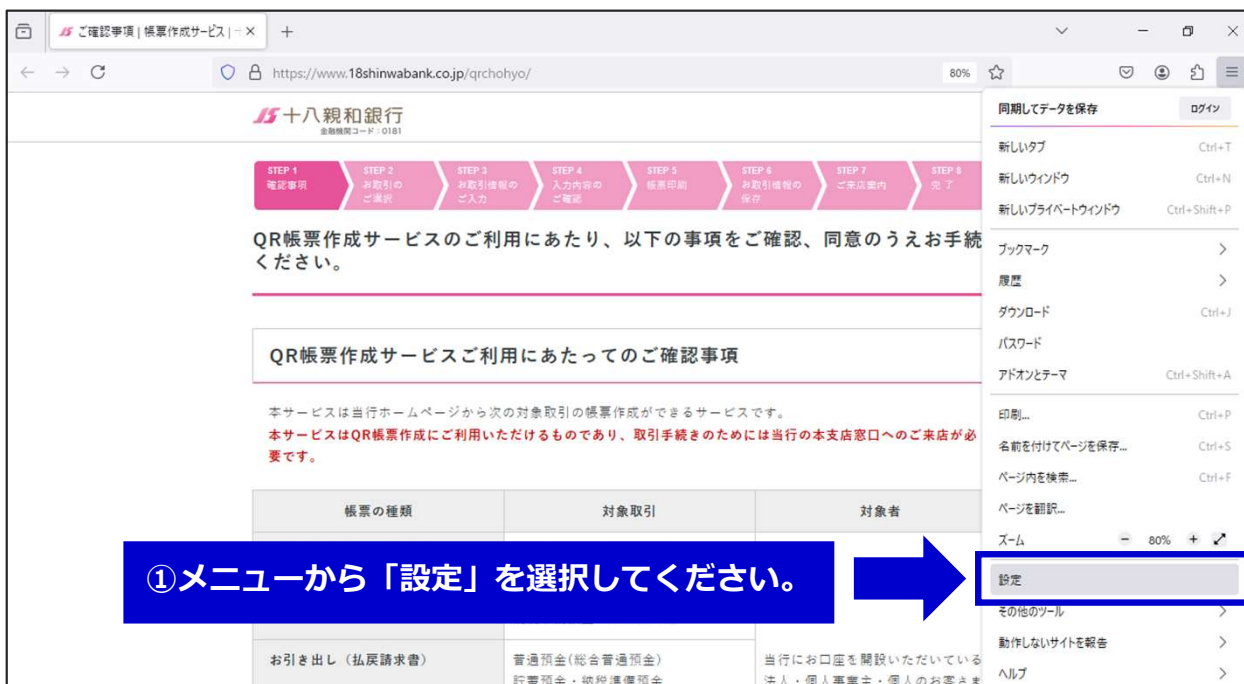 ご確認事項 | 帳票作成サービス |
https://www.18shinwabank.co.jp/qrchohyo/
80%
十八親和銀行
金融機関コード：0181
STEP 1
確認事項
STEP 2
お取引の
ご選択
STEP 3
お取引情報の
ご入力
STEP 4
入力内容の
ご確認
STEP 5
帳票印刷
STEP 6
お取引情報の
保存
STEP 7
ご来店案内
STEP 8
完了
QR帳票作成サービスのご利用にあたり、以下の事項をご確認、同意のうえお手続
ください。
QR帳票作成サービスご利用にあたってのご確認事項
本サービスは当行ホームページから次の対象取引の帳票作成ができるサービスです。
本サービスはQR帳票作成にご利用いただけるものであり、取引手続きのためには当行の本支店窓口へのご来店が必
要です。
帳票の種類 対象取引 対象者
お引き出し（払戻請求書） 普通預金(総合普通預金) 当行にお口座を開設いただいている
貯蓄預金・納税準備預金 法人・個人事業主・個人のお客さま
①メニューから「設定」を選択してください。
同期してデータを保存 ログイン
新しいタブ Ctrl+T
新しいウィンドウ Ctrl+N
新しいプライベートウィンドウ Ctrl+Shift+P
ブックマーク
履歴
ダウンロード Ctrl+J
パスワード
アドオンとテーマ Ctrl+Shift+A
印刷... Ctrl+P
名前を付けてページを保存... Ctrl+S
ページ内を検索... Ctrl+F
ページを翻訳...
ズーム － 80% ＋
設定
その他のツール
動作しないサイトを報告
ヘルプ